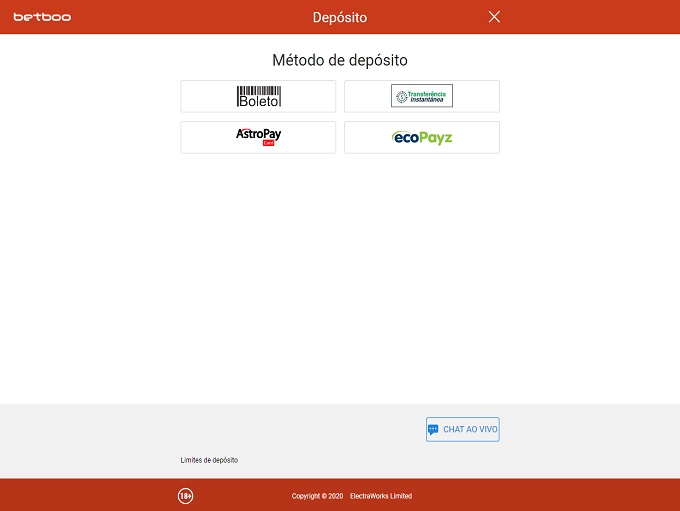 betboo
Depósito
Método de depósito
Boleto
Transferência
instantânea
AstroPay
Card
ecoPayz
CHAT AO VIVO
Limites de depósito
18+
Copyright © 2020 ElectraWorks Limited